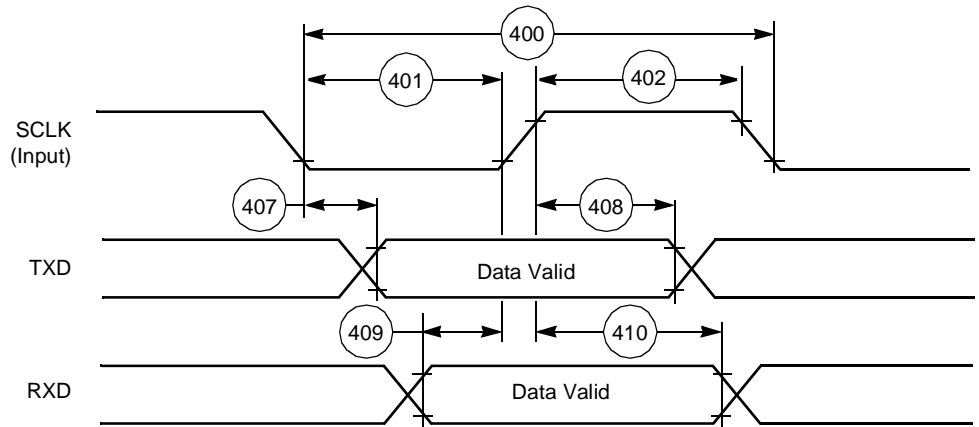 400
401
402
SCLK
(Input)
407
408
TXD
Data Valid
409
410
RXD
Data Valid